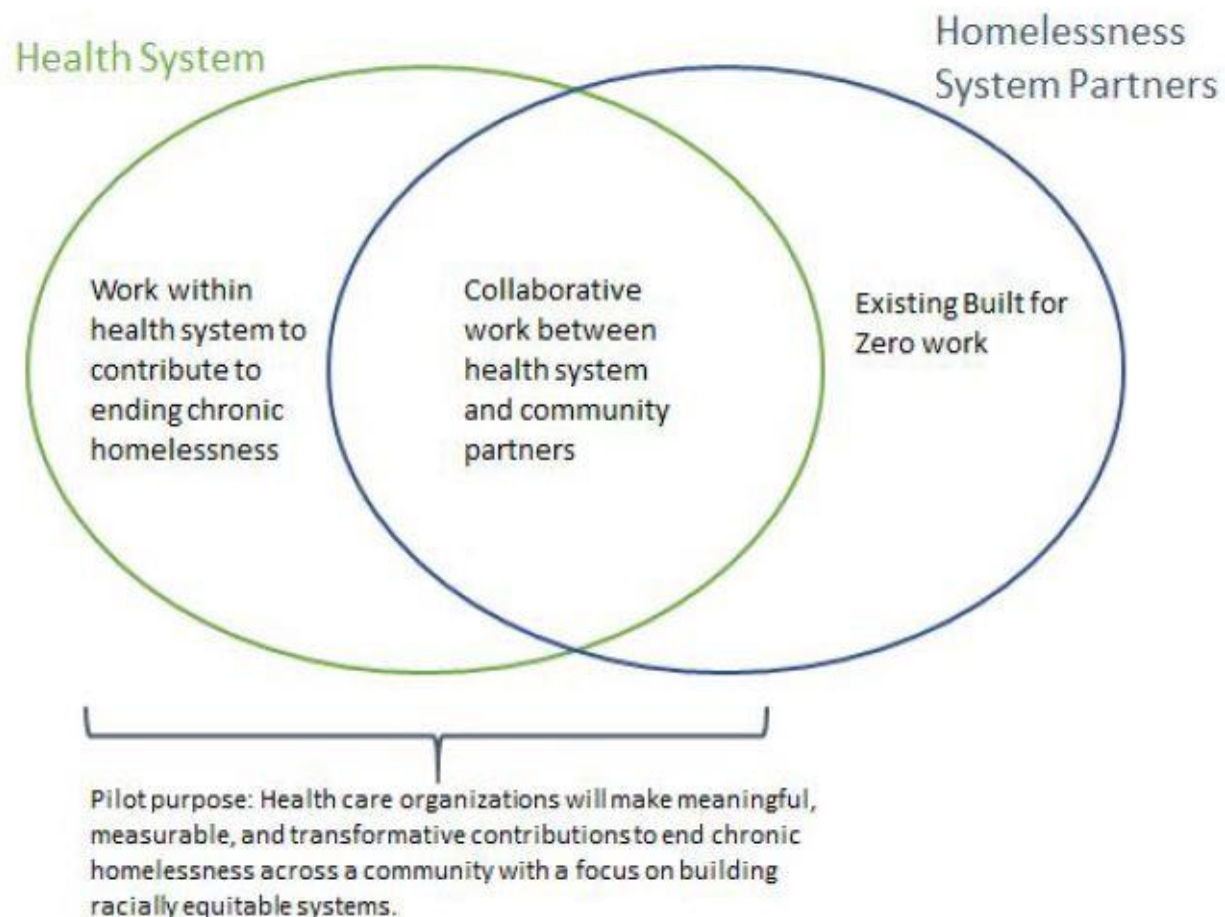 Health System
Homelessness
System Partners
Work within
health system to
contribute to
ending chronic
homelessness
Collaborative
work between
health system
and community
partners
Existing Built for
Zero work
Pilot purpose: Health care organizations will make meaningful,
measurable, and transformative contributions to end chronic
homelessness across a community with a focus on building
racially equitable systems.